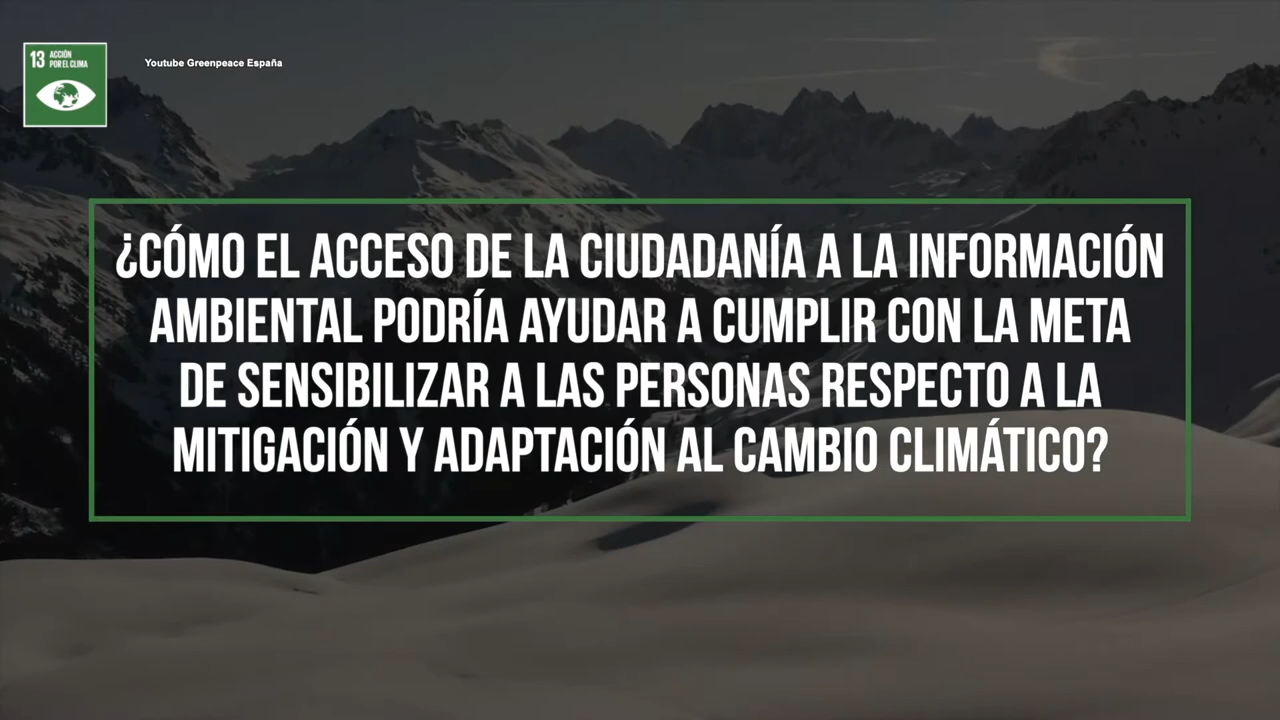 13 ACCIÓN
POR EL CLIMA
Youtube Greenpeace España
¿CÓMO EL ACCESO DE LA CIUDADANÍA A LA INFORMACIÓN
AMBIENTAL PODRÍA AYUDAR A CUMPLIR CON LA META
DE SENSIBILIZAR A LAS PERSONAS RESPECTO A LA
MITIGACIÓN Y ADAPTACIÓN AL CAMBIO CLIMÁTICO?